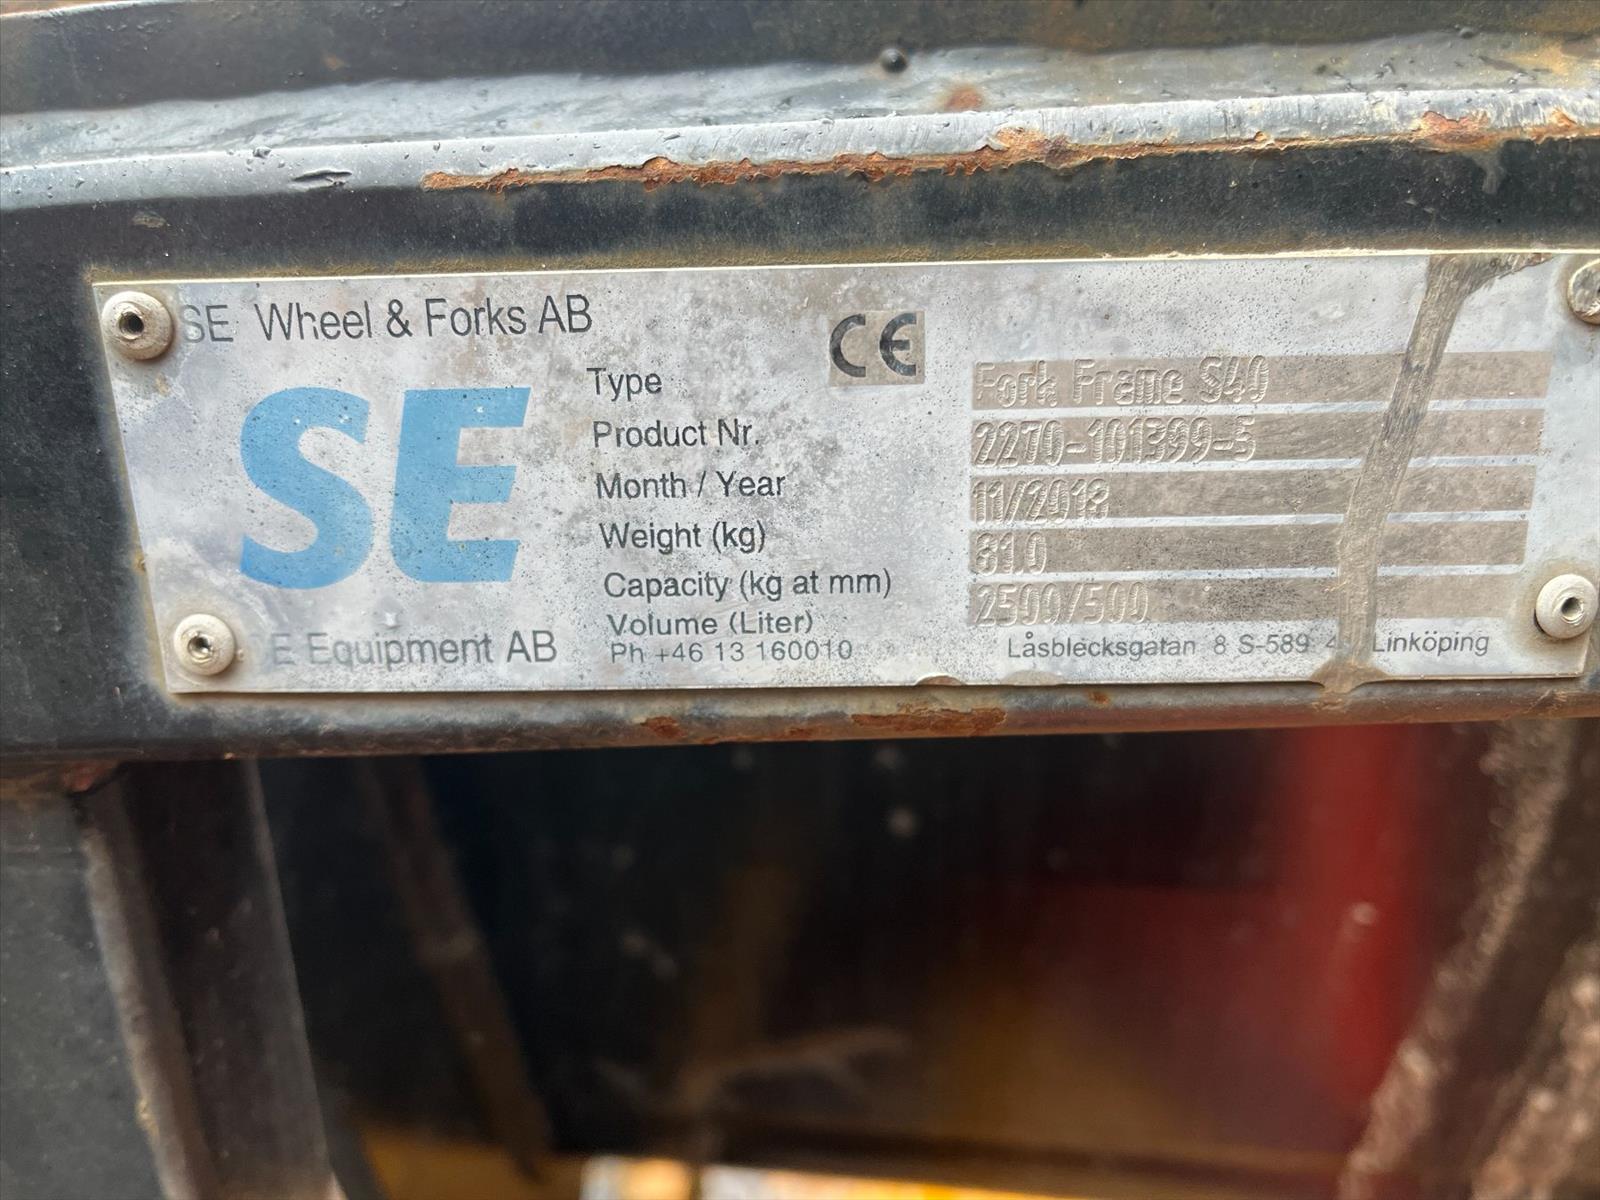 SE Wheel & Forks AB
CE
SE
Type Fork Frame S40
Product Nr. 2270-101399-5
Month / Year 11/2018
Weight (kg) 81.0
Capacity (kg at mm) 2500/500
Volume (Liter)
E Equipment AB
Ph +46 13 160010
Låsblecksgatan 8 S-589 Linköping